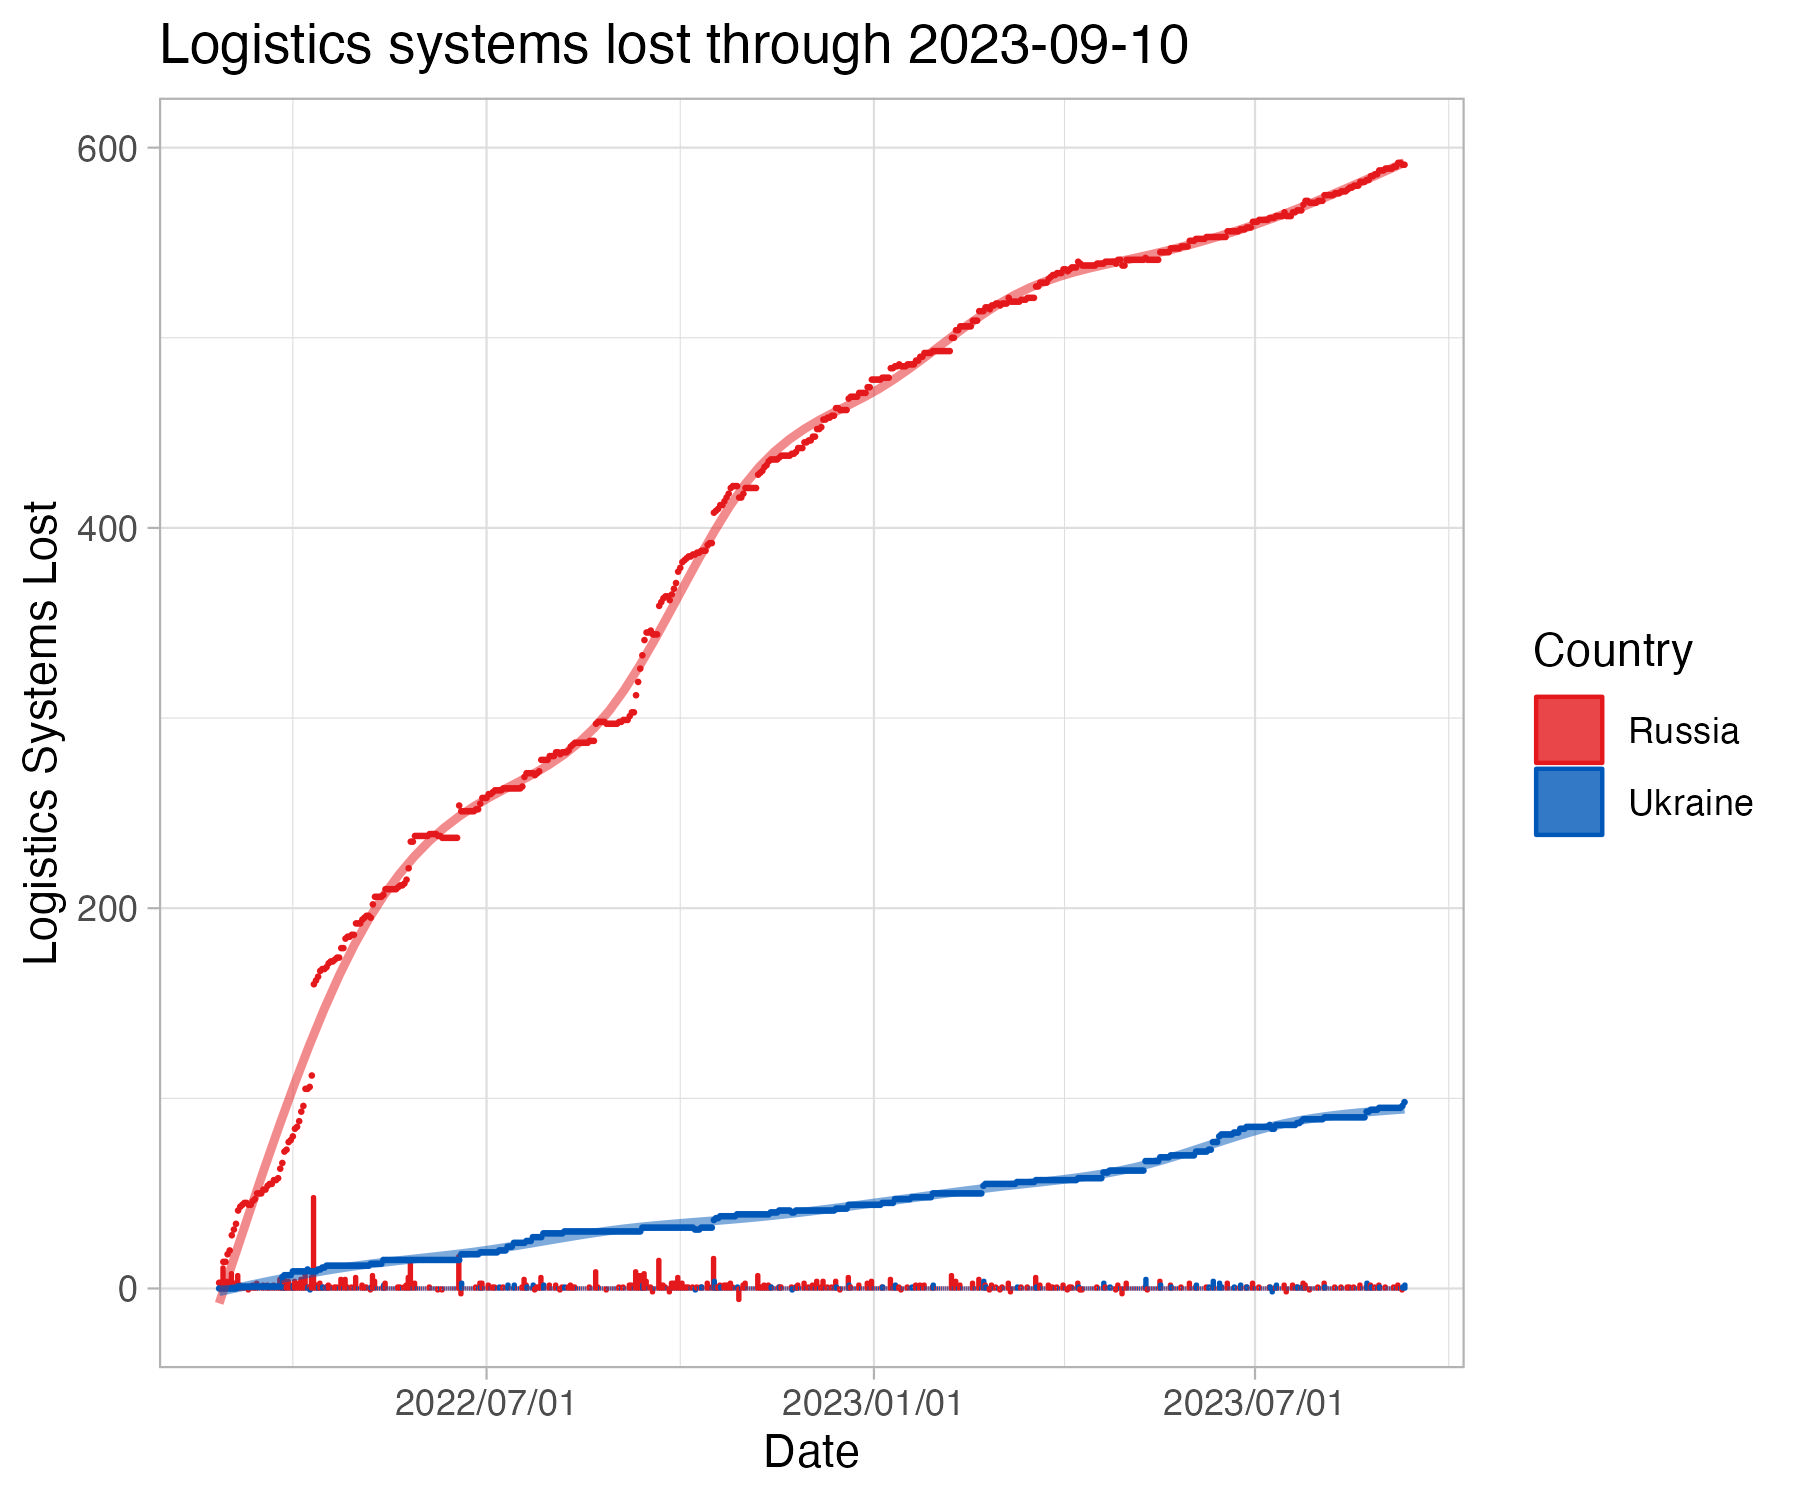 Logistics systems lost through 2023-09-10
Logistics Systems Lost
600
400
200
0
2022/07/01
2023/01/01
2023/07/01
Date
Country
Russia
Ukraine